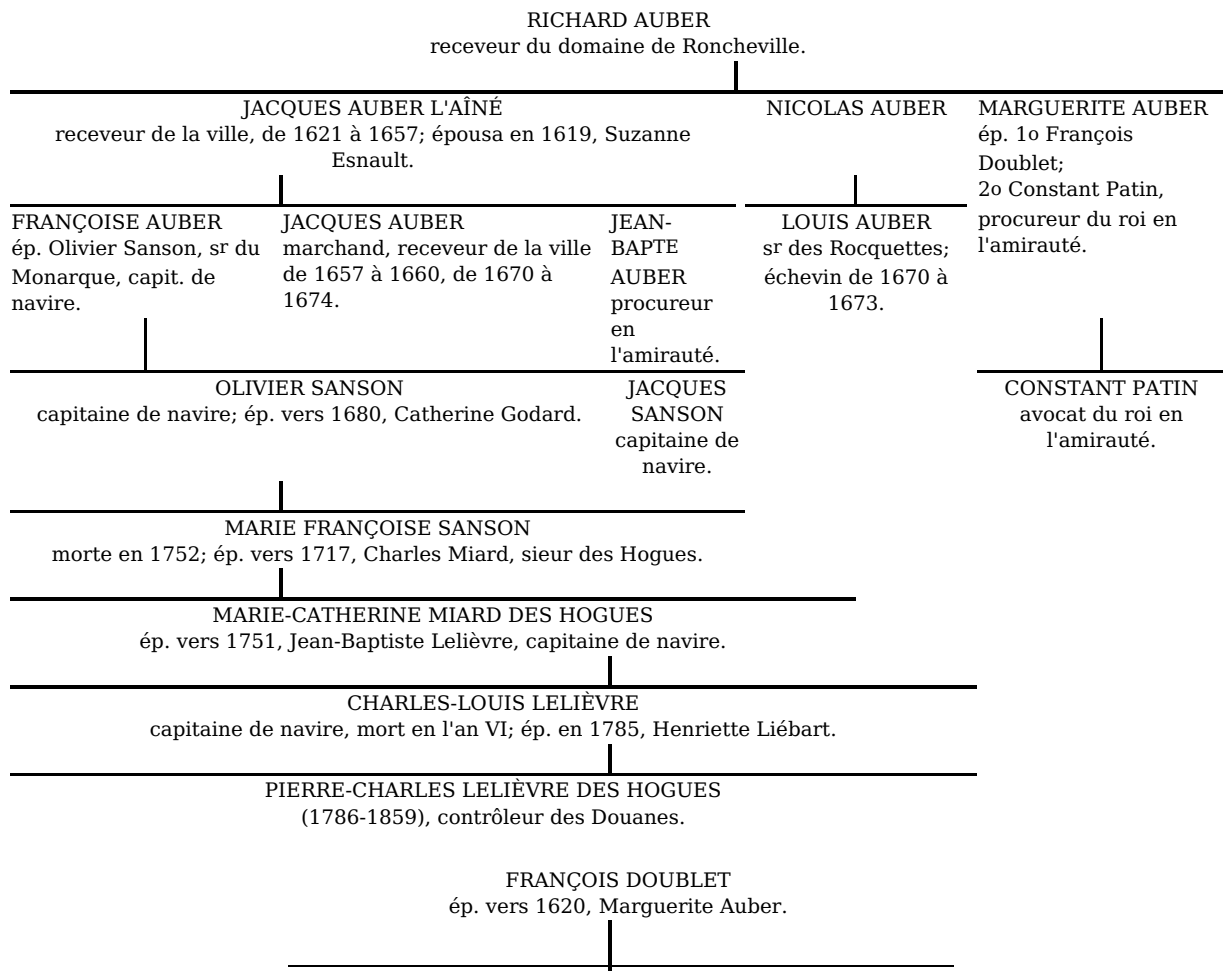 RICHARD AUBER
receveur du domaine de Roncheville.
JACQUES AUBER L'AÎNÉ
receveur de la ville, de 1621 à 1657; épousa en 1619, Suzanne
Esnault.
NICOLAS AUBER
MARGUERITE AUBER
ép. 1o François
Doublet;
2o Constant Patin,
procureur du roi en
l'amirauté.
FRANÇOISE AUBER
ép. Olivier Sanson, sr du
Monarque, capit. de
navire.
JACQUES AUBER
marchand, receveur de la ville
de 1657 à 1660, de 1670 à
1674.
JEAN-
BAPTE
AUBER
procureur
en
l'amirauté.
LOUIS AUBER
sr des Rocquettes;
échevin de 1670 à
1673.
OLIVIER SANSON
capitaine de navire; ép. vers 1680, Catherine Godard.
JACQUES
SANSON
capitaine de
navire.
CONSTANT PATIN
avocat du roi en
l'amirauté.
MARIE FRANÇOISE SANSON
morte en 1752; ép. vers 1717, Charles Miard, sieur des Hogues.
MARIE-CATHERINE MIARD DES HOGUES
ép. vers 1751, Jean-Baptiste Lelièvre, capitaine de navire.
CHARLES-LOUIS LELIÈVRE
capitaine de navire, mort en l'an VI; ép. en 1785, Henriette Liébart.
PIERRE-CHARLES LELIÈVRE DES HOGUES
(1786-1859), contrôleur des Douanes.
FRANÇOIS DOUBLET
ép. vers 1620, Marguerite Auber.